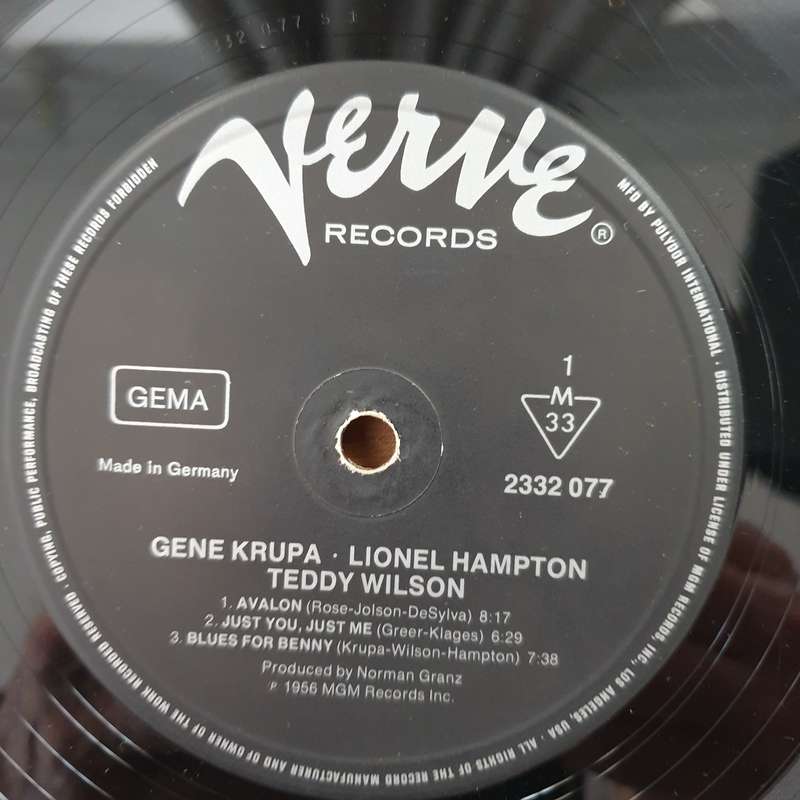 332 077 S 1
Verve
RECORDS ®
MFD BY POLYDOR INTERNATIONAL · DISTRIBUTED UNDER LICENSE OF MGM RECORDS, INC., LOS ANGELES, USA · ALL RIGHTS OF THE RECORD MANUFACTURER AND OF OWNER OF THE WORK RECORDED RESERVED · COPYING, PUBLIC PERFORMANCE, BROADCASTING OF THESE RECORDS FORBIDDEN
GEMA
Made in Germany
1
M
33
2332 077
GENE KRUPA · LIONEL HAMPTON
TEDDY WILSON
1. AVALON (Rose-Jolson-DeSylva) 8:17
2. JUST YOU, JUST ME (Greer-Klages) 6:29
3. BLUES FOR BENNY (Krupa-Wilson-Hampton) 7:38
Produced by Norman Granz
℗ 1956 MGM Records Inc.